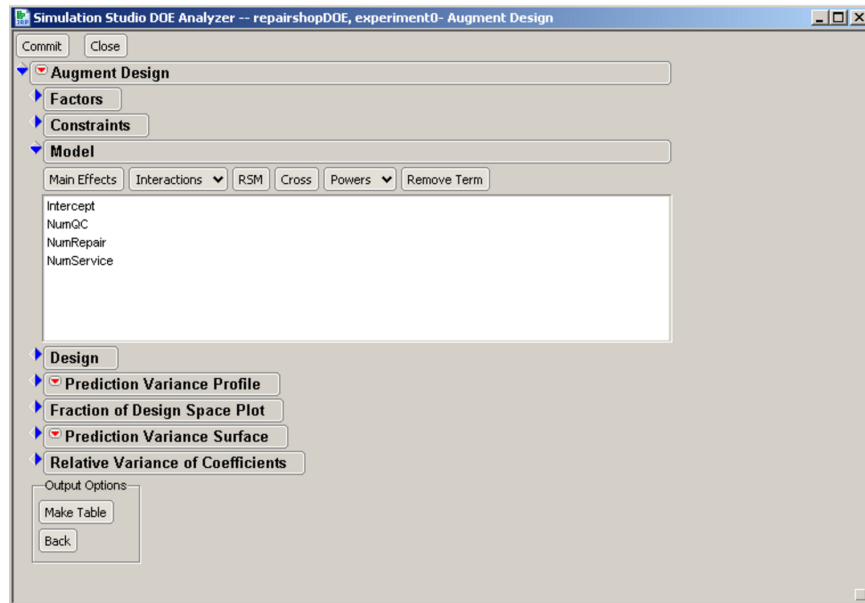 Simulation Studio DOE Analyzer -- repairshopDOE, experiment0- Augment Design
Commit Close
Augment Design
Factors
Constraints
Model
Main Effects Interactions RSM Cross Powers Remove Term
Intercept
NumQC
NumRepair
NumService
Design
Prediction Variance Profile
Fraction of Design Space Plot
Prediction Variance Surface
Relative Variance of Coefficients
Output Options
Make Table
Back